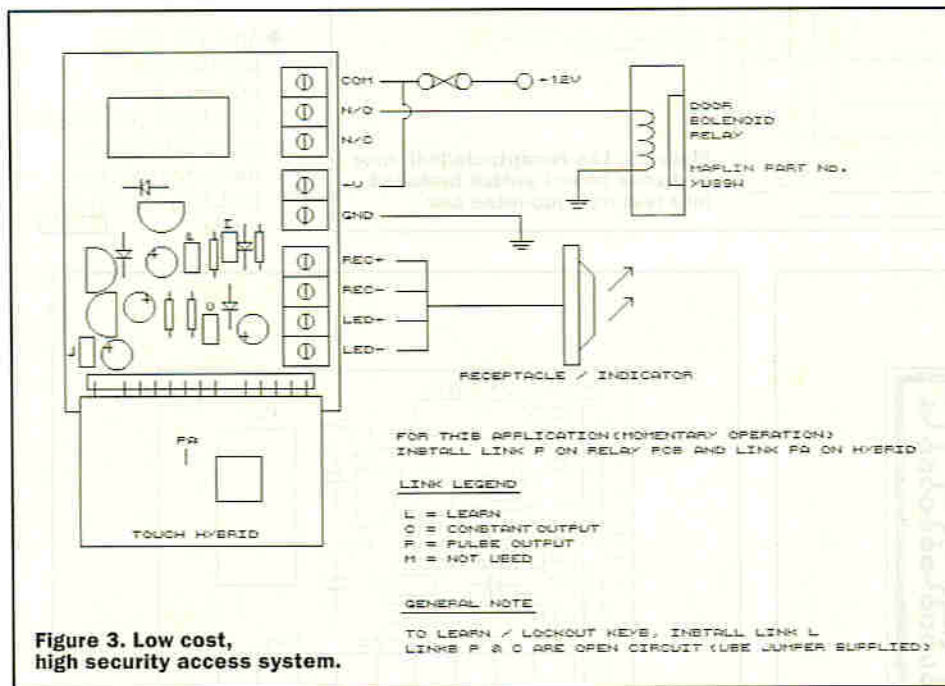 COM
N/O
N/C
+V
GND
REC+
REC-
LED+
LED-
+12V
DOOR
SOLENOID
RELAY
MAPLIN PART NO.
YW89W
RECEPTACLE / INDICATOR
L
PA
TOUCH HYBRID
FOR THIS APPLICATION (MOMENTARY OPERATION)
INSTALL LINK P ON RELAY PCB AND LINK PA ON HYBRID
LINK LEGEND
L = LEARN
C = CONSTANT OUTPUT
P = PULSE OUTPUT
M = NOT USED
GENERAL NOTE
TO LEARN / LOCKOUT KEYS, INSTALL LINK L
LINKS P & C ARE OPEN CIRCUIT (USE JUMPER SUPPLIED)
Figure 3. Low cost,
high security access system.